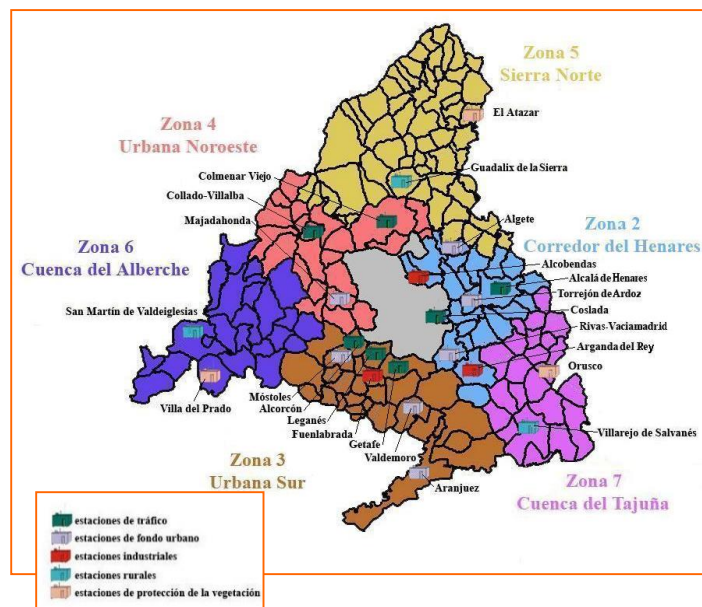 Zona 5
Sierra Norte
El Atazar
Zona 4
Urbana Noroeste
Guadalix de la Sierra
Colmenar Viejo
Collado-Villalba
Majadahonda
Algete
Zona 2
Corredor del Henares
Zona 6
Cuenca del Alberche
Alcobendas
Alcalá de Henares
Torrejón de Ardoz
Coslada
San Martín de Valdeiglesias
Rivas-Vaciamadrid
Arganda del Rey
Orusco
Villa del Prado
Móstoles
Alcorcón
Leganés
Fuenlabrada
Getafe
Valdemoro
Villarejo de Salvanés
Zona 3
Urbana Sur
Aranjuez
Zona 7
Cuenca del Tajuña
estaciones de tráfico
estaciones de fondo urbano
estaciones industriales
estaciones rurales
estaciones de protección de la vegetación